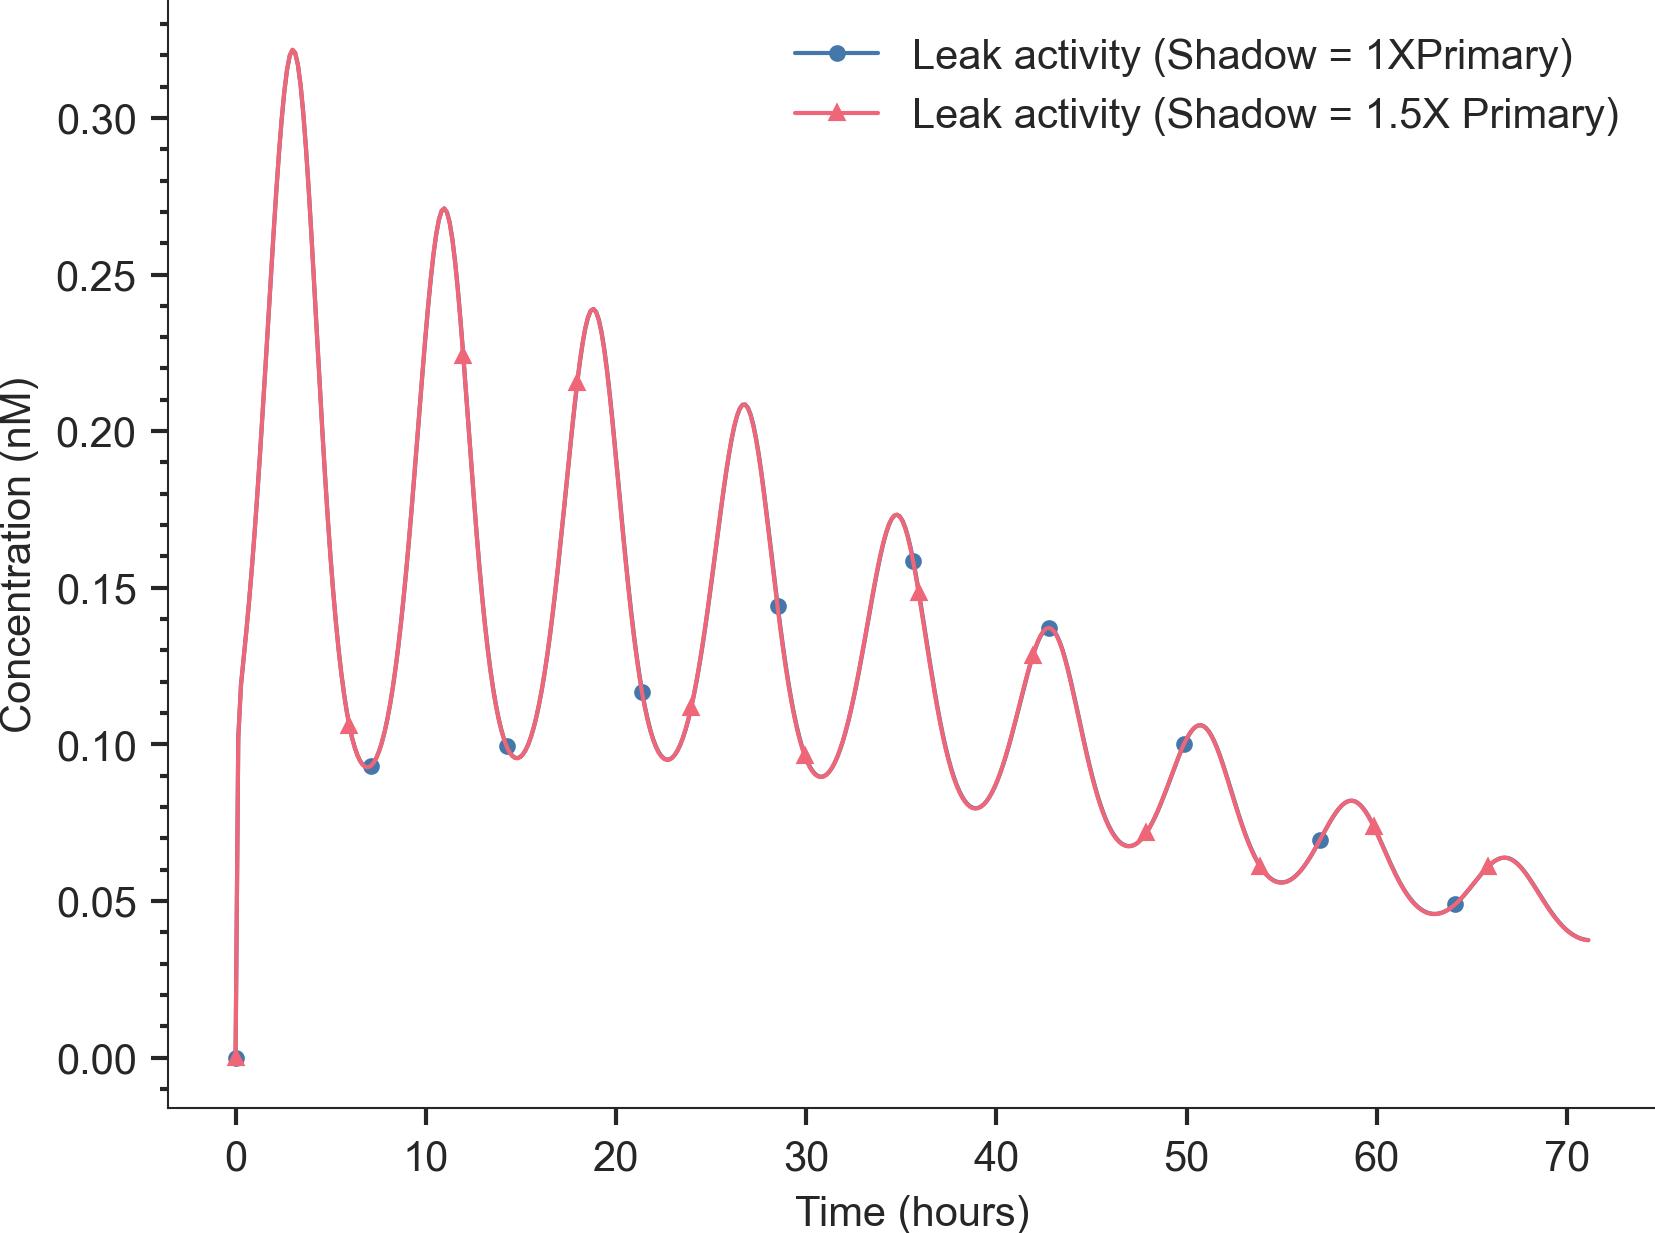 Leak activity (Shadow = 1XPrimary)
Leak activity (Shadow = 1.5X Primary)
0.30
0.25
0.20
0.15
0.10
0.05
0.00
Concentration (nM)
0 10 20 30 40 50 60 70
Time (hours)